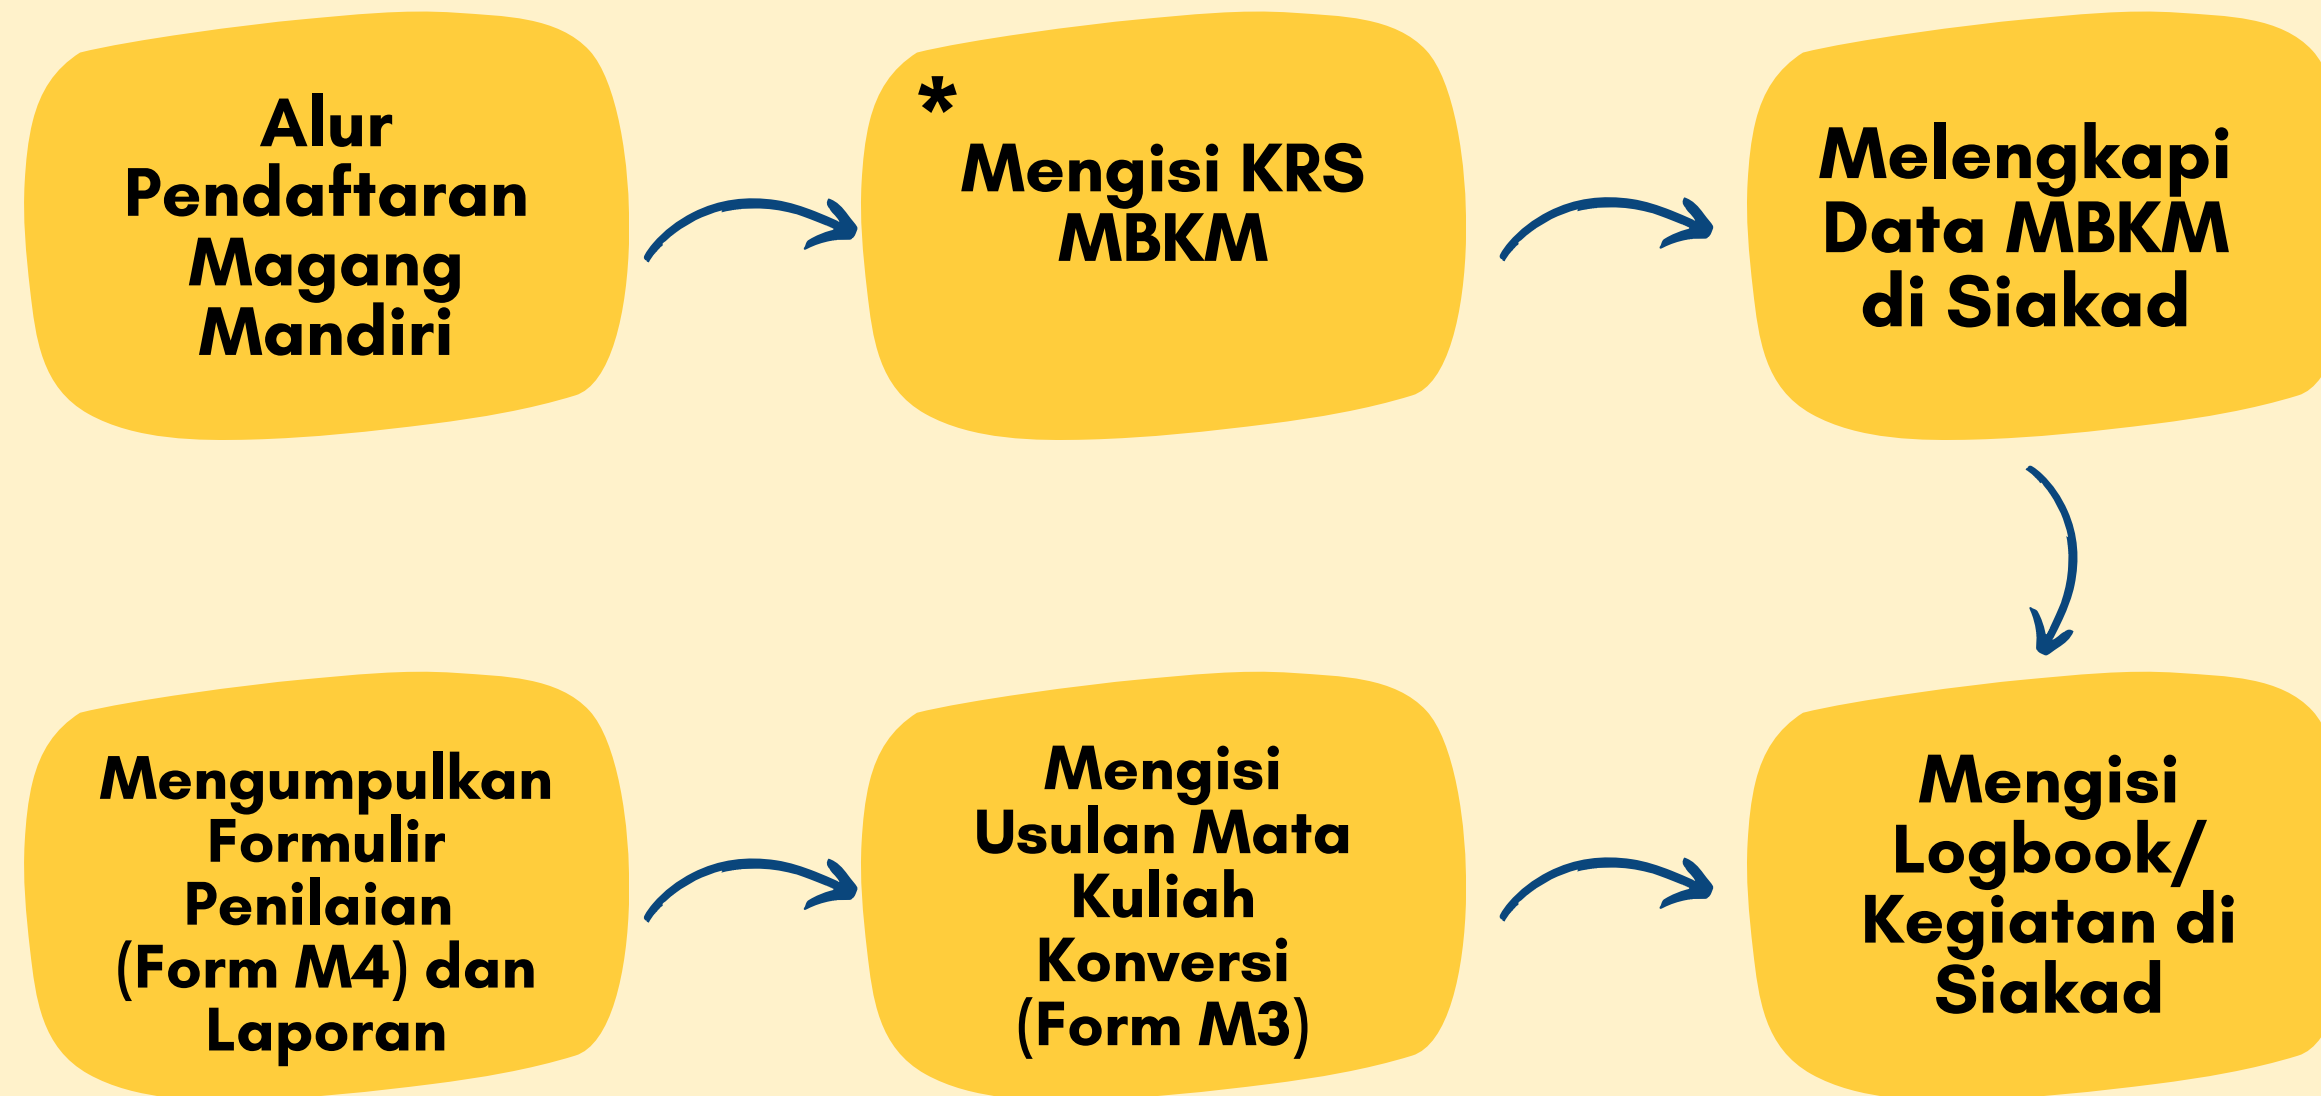 Alur
Pendaftaran
Magang
Mandiri
*
Mengisi KRS
MBKM
Melengkapi
Data MBKM
di Siakad
Mengumpulkan
Formulir
Penilaian
(Form M4) dan
Laporan
Mengisi
Usulan Mata
Kuliah
Konversi
(Form M3)
Mengisi
Logbook/
Kegiatan di
Siakad